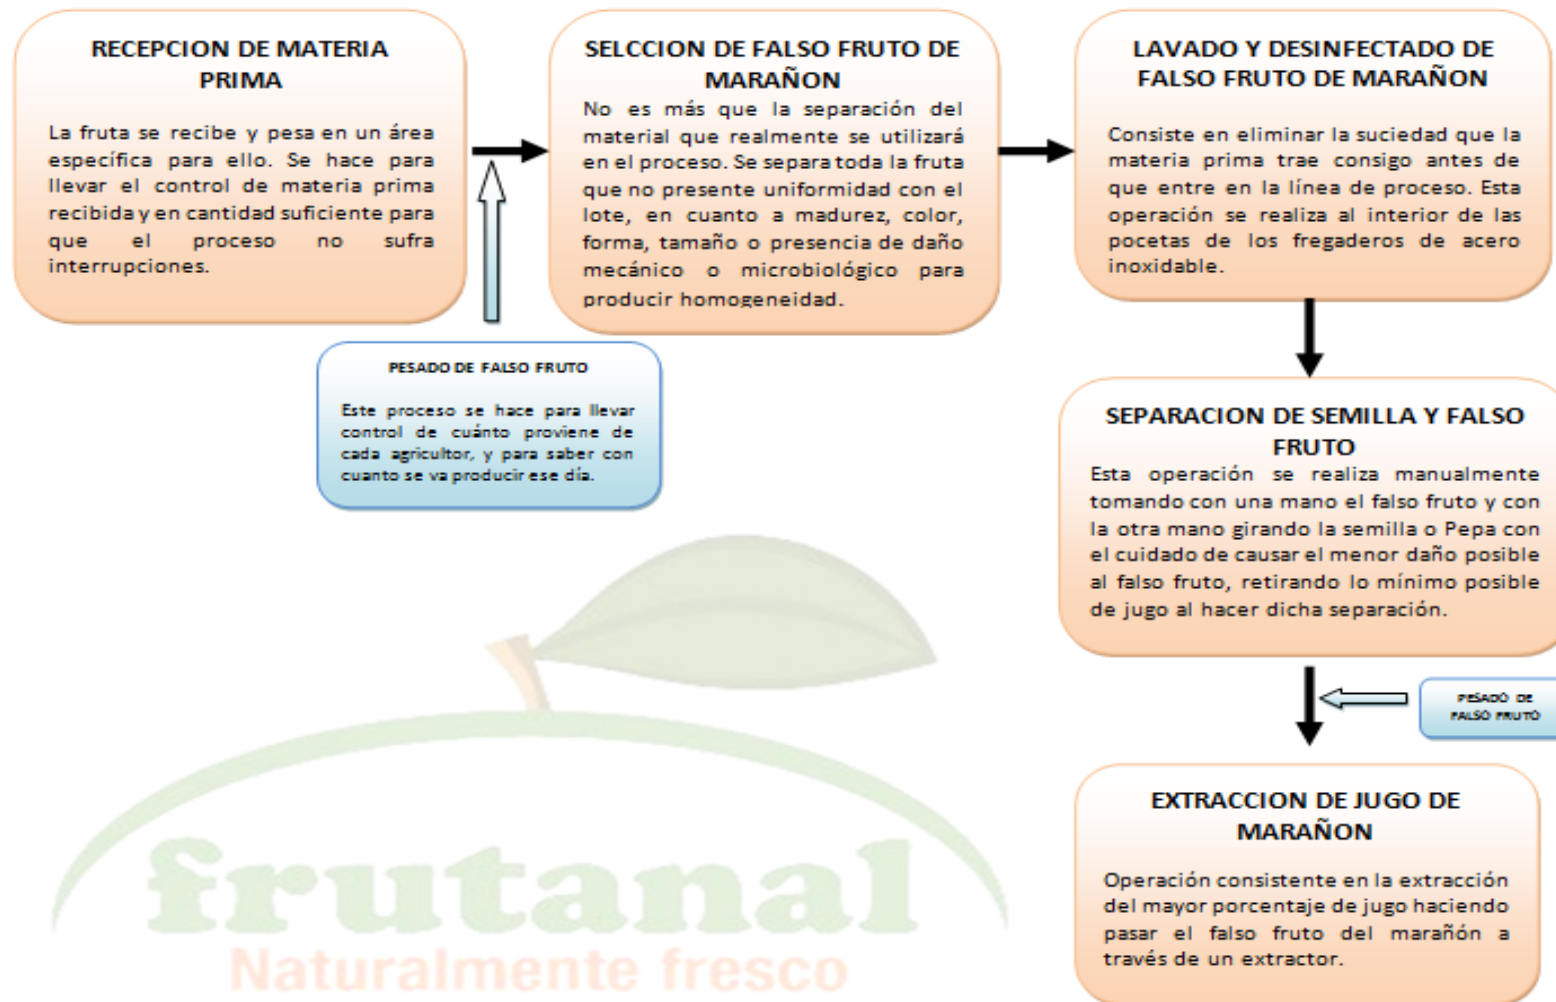 RECEPCION DE MATERIA
PRIMA
La fruta se recibe y pesa en un área
específica para ello. Se hace para
llevar el control de materia prima
recibida y en cantidad suficiente para
que el proceso no sufra
interrupciones.
SELCCION DE FALSO FRUTO DE
MARAÑON
No es más que la separación del
material que realmente se utilizará
en el proceso. Se separa toda la fruta
que no presente uniformidad con el
lote, en cuanto a madurez, color,
forma, tamaño o presencia de daño
mecánico o microbiológico para
producir homogeneidad.
LAVADO Y DESINFECTADO DE
FALSO FRUTO DE MARAÑON
Consiste en eliminar la suciedad que la
materia prima trae consigo antes de
que entre en la línea de proceso. Esta
operación se realiza al interior de las
pocetas de los fregaderos de acero
inoxidable.
PESADO DE FALSO FRUTO
Este proceso se hace para llevar
control de cuánto proviene de
cada agricultor, y para saber con
cuanto se va producir ese día.
SEPARACION DE SEMILLA Y FALSO
FRUTO
Esta operación se realiza manualmente
tomando con una mano el falso fruto y con
la otra mano girando la semilla o Pepa con
el cuidado de causar el menor daño posible
al falso fruto, retirando lo mínimo posible
de jugo al hacer dicha separación.
PESADO DE
FALSO FRUTO
EXTRACCION DE JUGO DE
MARAÑON
Operación consistente en la extracción
del mayor porcentaje de jugo haciendo
pasar el falso fruto del marañón a
través de un extractor.
frutanal
Naturalmente fresco